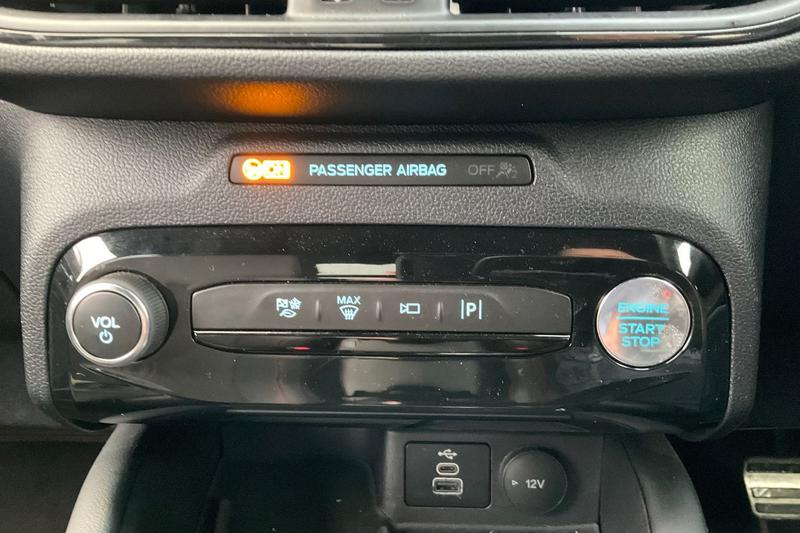 PASSENGER AIRBAG OFF
VOL
MAX
P
ENGINE
START
STOP
12V